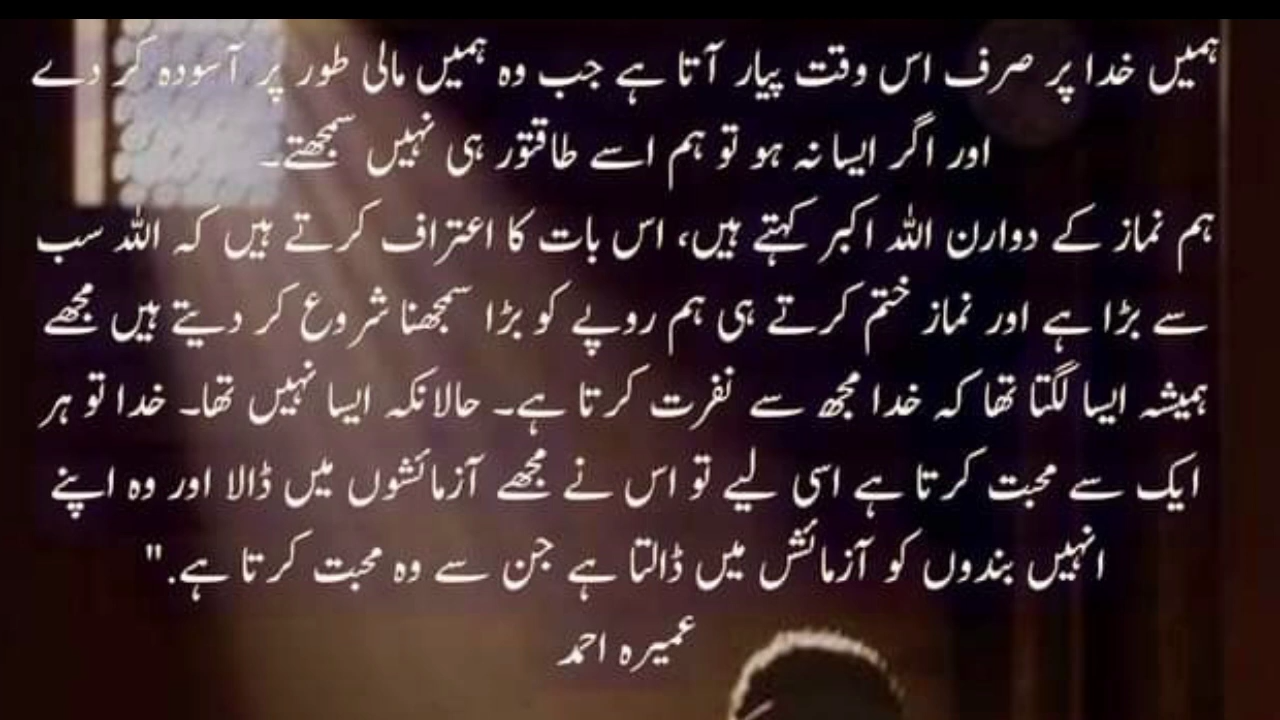 ہمیں خدا پر صرف اس وقت پیار آتا ہے جب وہ ہمیں مالی طور پر آسودہ کر دے
اور اگر ایسا نہ ہو تو ہم اسے طاقتور ہی نہیں سمجھتے۔
ہم نماز کے دوارن اللہ اکبر کہتے ہیں، اس بات کا اعتراف کرتے ہیں کہ اللہ سب
سے بڑا ہے اور نماز ختم کرتے ہی ہم روپے کو بڑا سمجھنا شروع کر دیتے ہیں مجھے
ہمیشہ ایسا لگتا تھا کہ خدا مجھ سے نفرت کرتا ہے۔ حالانکہ ایسا نہیں تھا۔ خدا تو ہر
ایک سے محبت کرتا ہے اسی لیے تو اس نے مجھے آزمائشوں میں ڈالا اور وہ اپنے
انہیں بندوں کو آزمائش میں ڈالتا ہے جن سے وہ محبت کرتا ہے."
عمیرہ احمد